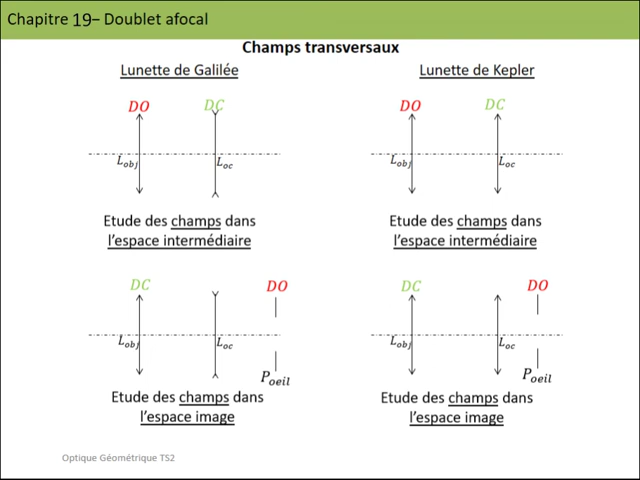 Chapitre 19– Doublet afocal
Champs transversaux
Lunette de Galilée
Lunette de Kepler
DO
DC
DO
DC
Lobj
Loc
Lobj
Loc
Etude des champs dans
l'espace intermédiaire
Etude des champs dans
l'espace intermédiaire
DC
DO
DC
DO
Lobj
Loc
Lobj
Loc
Poeil
Poeil
Etude des champs dans
l'espace image
Etude des champs dans
l'espace image
Optique Géométrique TS2